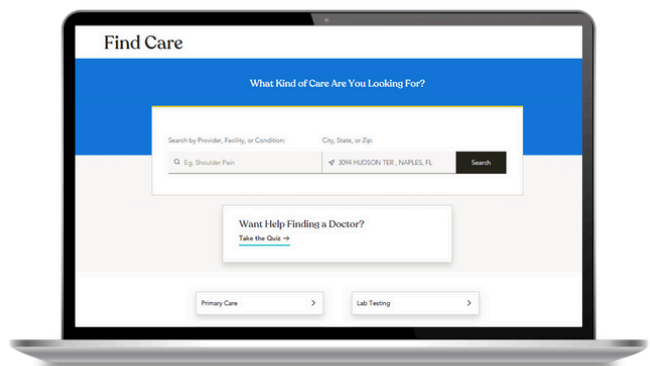 Find Care
What Kind of Care Are You Looking For?
Search by Provider, Facility, or Condition:
City, State, or Zip:
Eg. Shoulder Pain
3094 HUDSON TER , NAPLES, FL
Search
Want Help Finding a Doctor?
Take the Quiz →
Primary Care
Lab Testing